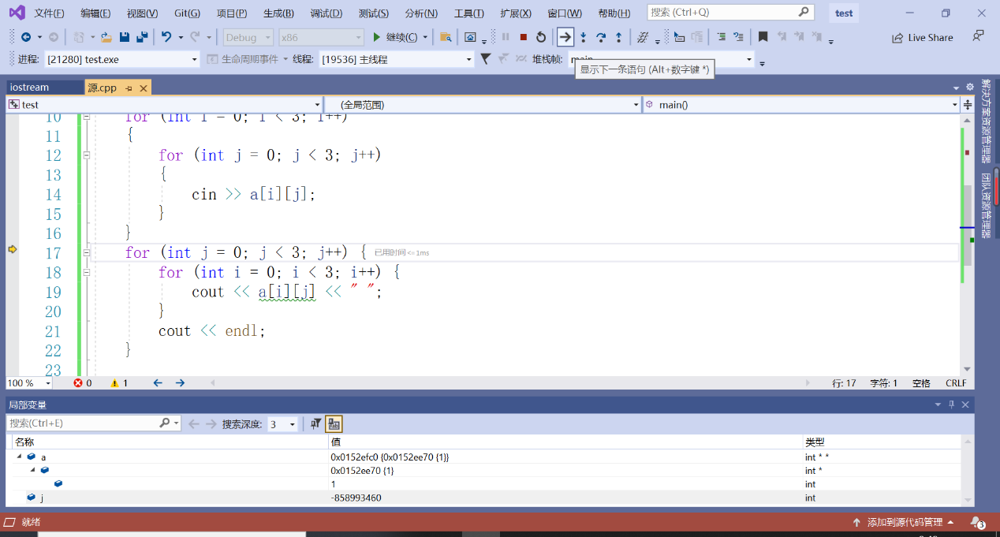 文件(F) 编辑(E) 视图(V) Git(G) 项目(P) 生成(B) 调试(D) 测试(S) 分析(N) 工具(T) 扩展(X) 窗口(W) 帮助(H) 搜索 (Ctrl+Q) test
Debug x86 继续(C) Live Share
进程: [21280] test.exe 生命周期事件 线程: [19536] 主线程 堆栈帧: main
显示下一条语句 (Alt+数字键 *)
iostream 源.cpp
test (全局范围) main()
10 for (int i = 0; i < 3; i++)
11 {
12 for (int j = 0; j < 3; j++)
13 {
14 cin >> a[i][j];
15 }
16 }
17 for (int j = 0; j < 3; j++) { 已用时间 <= 1ms
18 for (int i = 0; i < 3; i++) {
19 cout << a[i][j] << " ";
20 }
21 cout << endl;
22 }
23
解决方案资源管理器
团队资源管理器
100 % 0 1 行: 17 字符: 1 空格 CRLF
局部变量
搜索(Ctrl+E) 搜索深度: 3
名称 值 类型
a 0x0152efc0 {0x0152ee70 {1}} int * *
0x0152ee70 {1} int *
1 int
j -858993460 int
就绪 添加到源代码管理 3